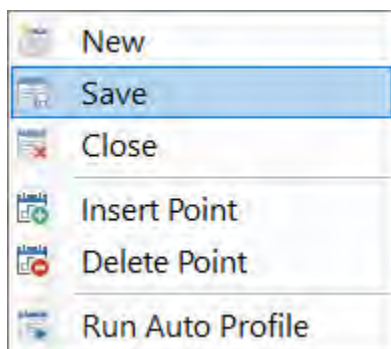 New
Save
Close
Insert Point
Delete Point
Run Auto Profile